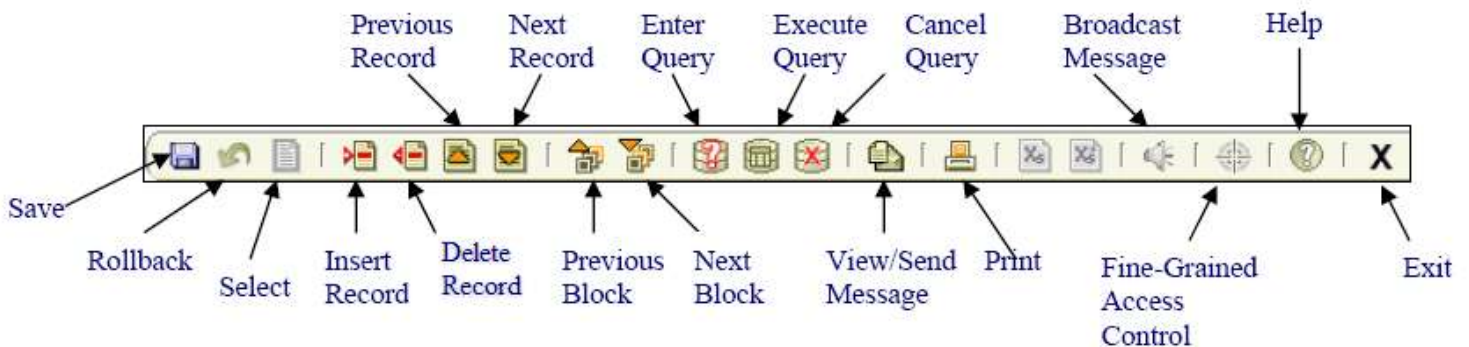 Previous
Record
Next
Record
Enter
Query
Execute
Query
Cancel
Query
Broadcast
Message
Help
Save
Rollback
Select
Insert
Record
Delete
Record
Previous
Block
Next
Block
View/Send
Message
Print
Fine-Grained
Access
Control
Exit
X